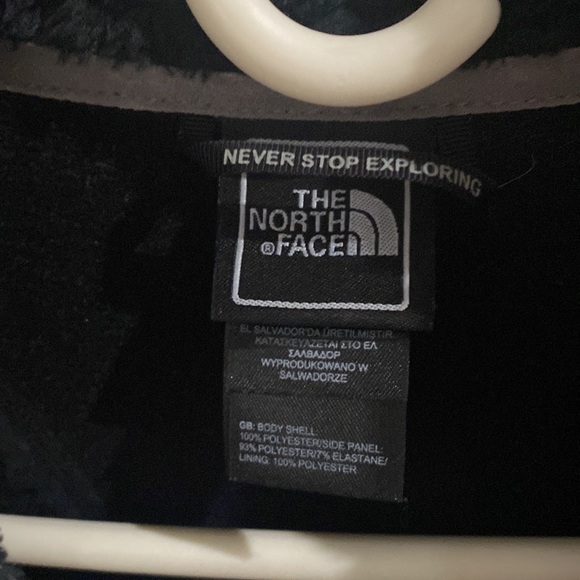 NEVER STOP EXPLORING
THE
NORTH
®FACE
EL SALVADOR'DA ÜRETILMISTIR.
ΚΑΤΑΣΚΕΥΑΖΕΤΑΙ ΣΤΟ ΕΛ
ΣΑΛΒΑΔΟΡ
WYPRODUKOWANO W
SALWADORZE
GB: BODY SHELL:
100% POLYESTER/SIDE PANEL:
93% POLYESTER/7% ELASTANE/
LINING: 100% POLYESTER